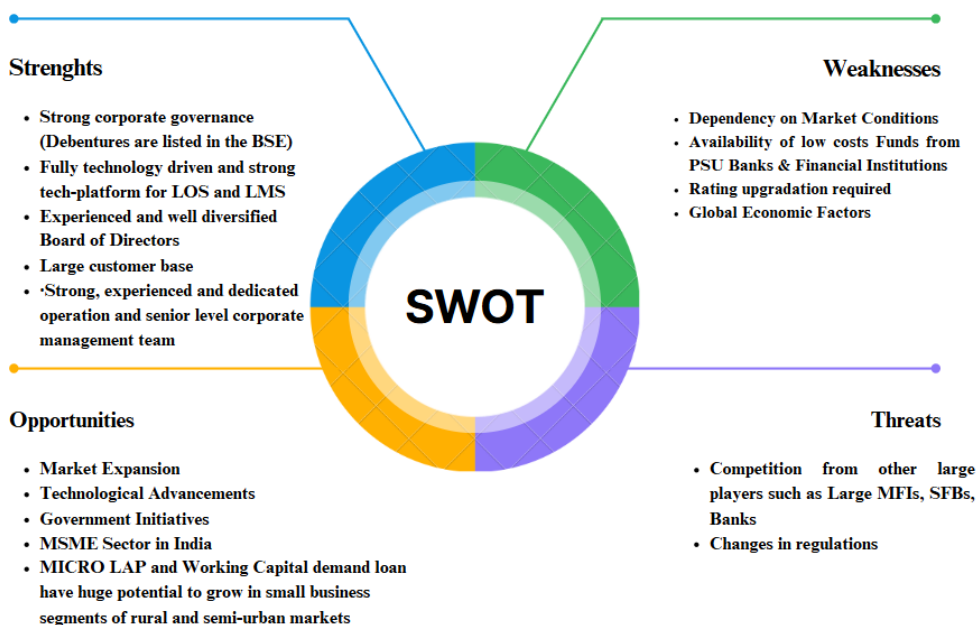 Strenghts
• Strong corporate governance
(Debentures are listed in the BSE)
• Fully technology driven and strong
tech-platform for LOS and LMS
• Experienced and well diversified
Board of Directors
• Large customer base
• ·Strong, experienced and dedicated
operation and senior level corporate
management team
Weaknesses
• Dependency on Market Conditions
• Availability of low costs Funds from
PSU Banks & Financial Institutions
• Rating upgradation required
• Global Economic Factors
SWOT
Opportunities
• Market Expansion
• Technological Advancements
• Government Initiatives
• MSME Sector in India
• MICRO LAP and Working Capital demand loan
have huge potential to grow in small business
segments of rural and semi-urban markets
Threats
• Competition from other large
players such as Large MFIs, SFBs,
Banks
• Changes in regulations